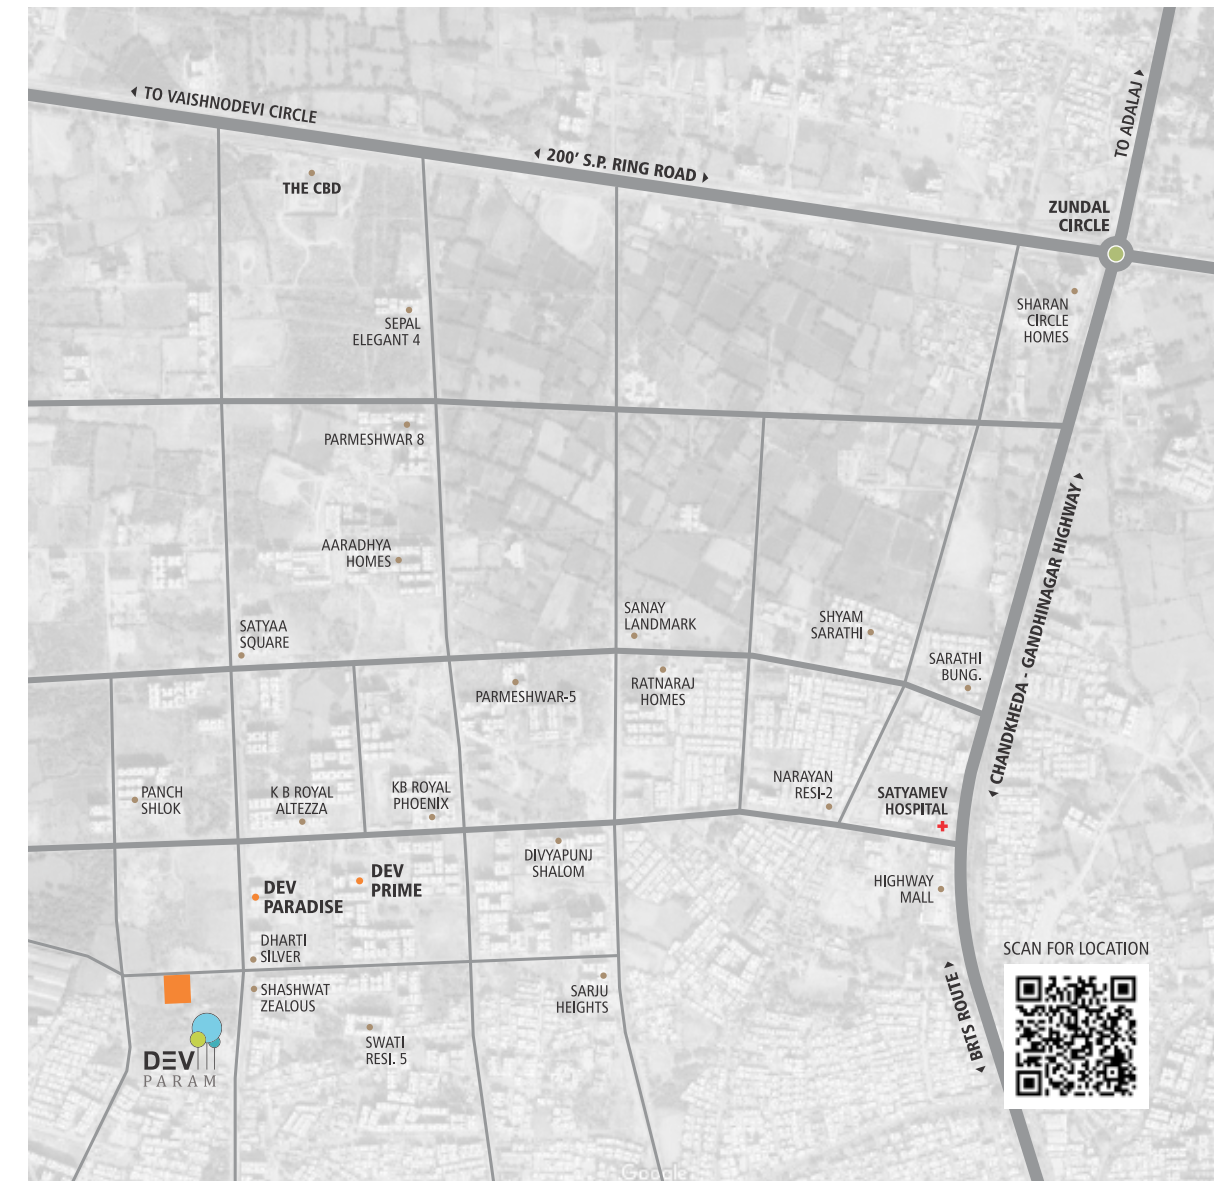 TO VAISHNODEVI CIRCLE
200' S.P. RING ROAD
TO ADALAJ
THE CBD
ZUNDAL
CIRCLE
SHARAN
CIRCLE
HOMES
SEPAL
ELEGANT 4
PARMESHWAR 8
AARADHYA
HOMES
CHANDKHEDA - GANDHINAGAR HIGHWAY
SATYAA
SQUARE
SANAY
LANDMARK
SHYAM
SARATHI
SARATHI
BUNG.
PARMESHWAR-5
RATNARAJ
HOMES
PANCH
SHLOK
K B ROYAL
ALTEZZA
KB ROYAL
PHOENIX
NARAYAN
RESI-2
SATYAMEV
HOSPITAL
DIVYAPUNJ
SHALOM
DEV
PRIME
DEV
PARADISE
HIGHWAY
MALL
DHARTI
SILVER
SCAN FOR LOCATION
SHASHWAT
ZEALOUS
SARJU
HEIGHTS
BRTS ROUTE
SWATI
RESI. 5
DEV
PARAM
Google